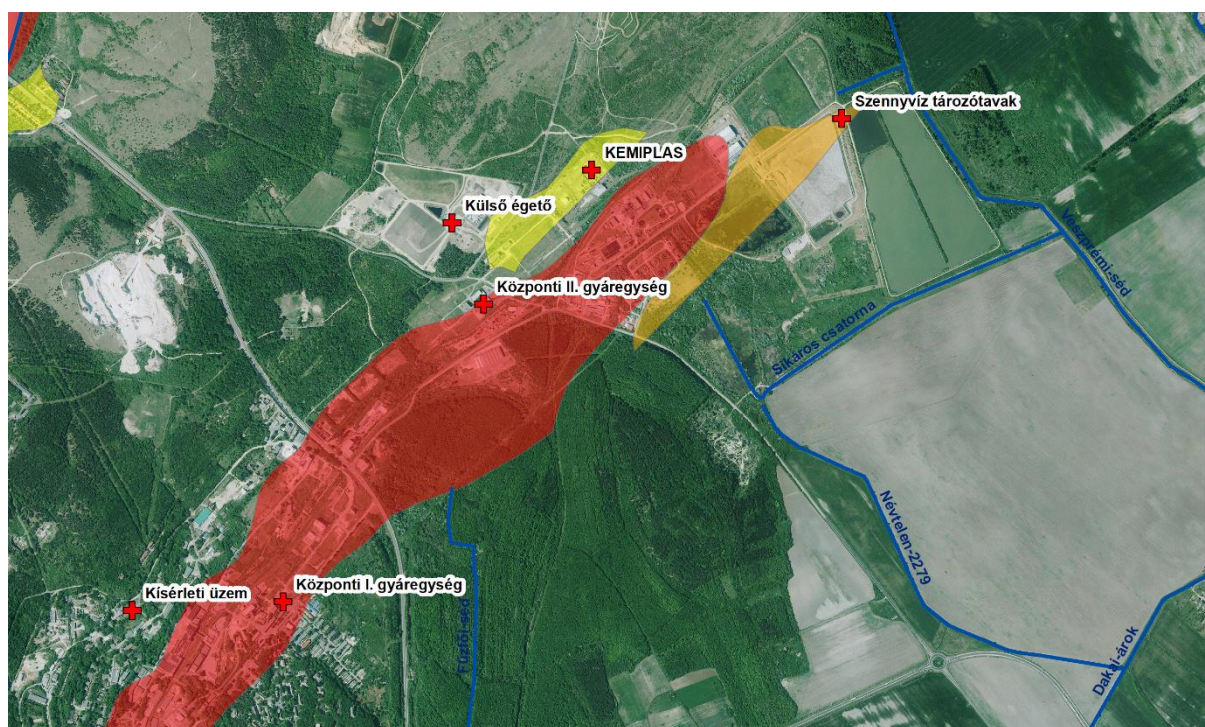 Szennyvíz tározótavak
KEMIPLAS
Külső égető
Veszprémi-séd
Központi II. gyáregység
Sikáros csatorna
Névtelen-2279
Kísérleti üzem
Központi I. gyáregység
Fűzfői-séd
Dakai-árok